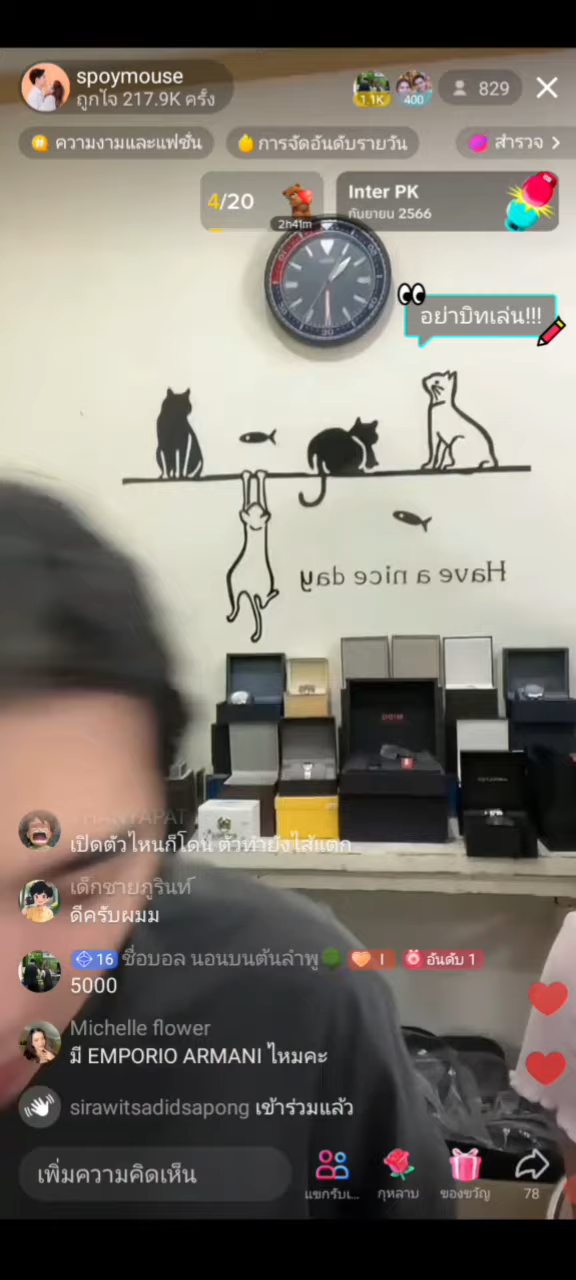 spoymouse
ถูกใจ 217.9K ครั้ง
1.1K
400
829
ความงามและแฟชั่น
การจัดอันดับรายวัน
สำรวจ
4/20
2h41m
Inter PK
กันยายน 2566
อย่าบิทเล่น!!!
Have a nice day
THANYAPAT
เปิดตัวไหนก็โดน ตัวทำยังไส้แตก
เด็กชายภูรินท์
ดีครับผมม
16 ชื่อบอล นอนบนต้นลำพู I อันดับ 1
5000
Michelle flower
มี EMPORIO ARMANI ไหมคะ
sirawitsadidsapong เข้าร่วมแล้ว
เพิ่มความคิดเห็น
แขกรับเ...
กุหลาบ
ของขวัญ
78